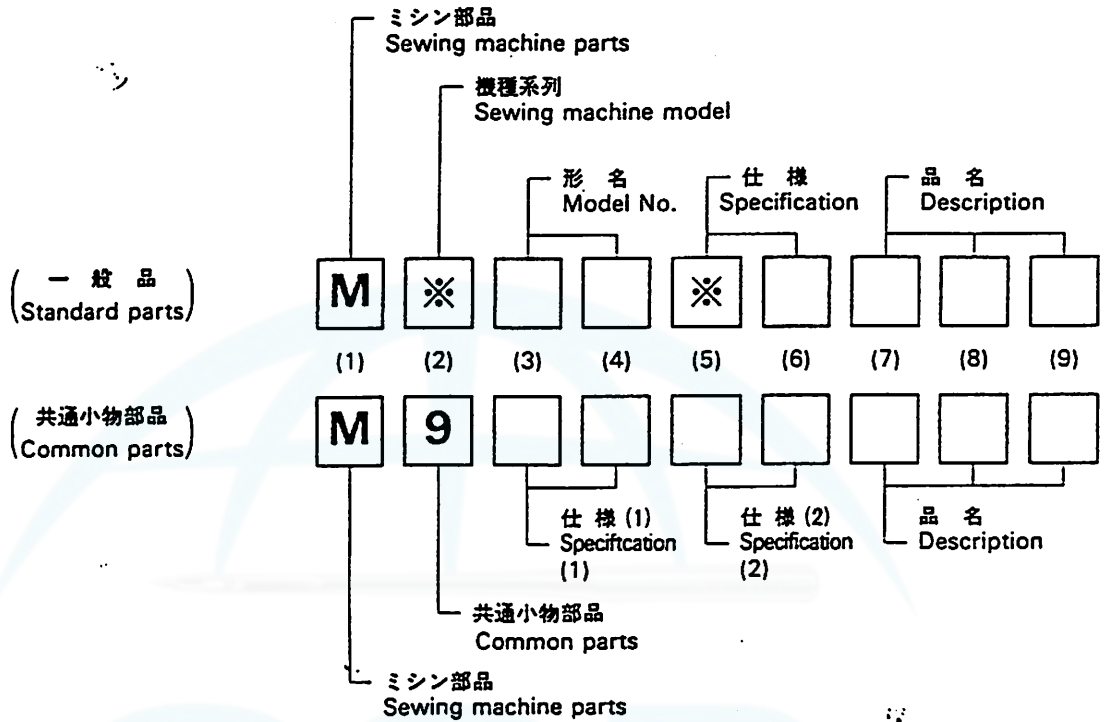 ミシン部品
Sewing machine parts
機種系列
Sewing machine model
形 名
Model No.
仕 様
Specification
品 名
Description
(一 般 品
Standard parts)
M ※ ※
(1) (2) (3) (4) (5) (6) (7) (8) (9)
(共通小物部品
Common parts)
M 9
仕 様 (1)
Speciftcation
(1)
仕 様 (2)
Specification
(2)
品 名
Description
共通小物部品
Common parts
ミシン部品
Sewing machine parts